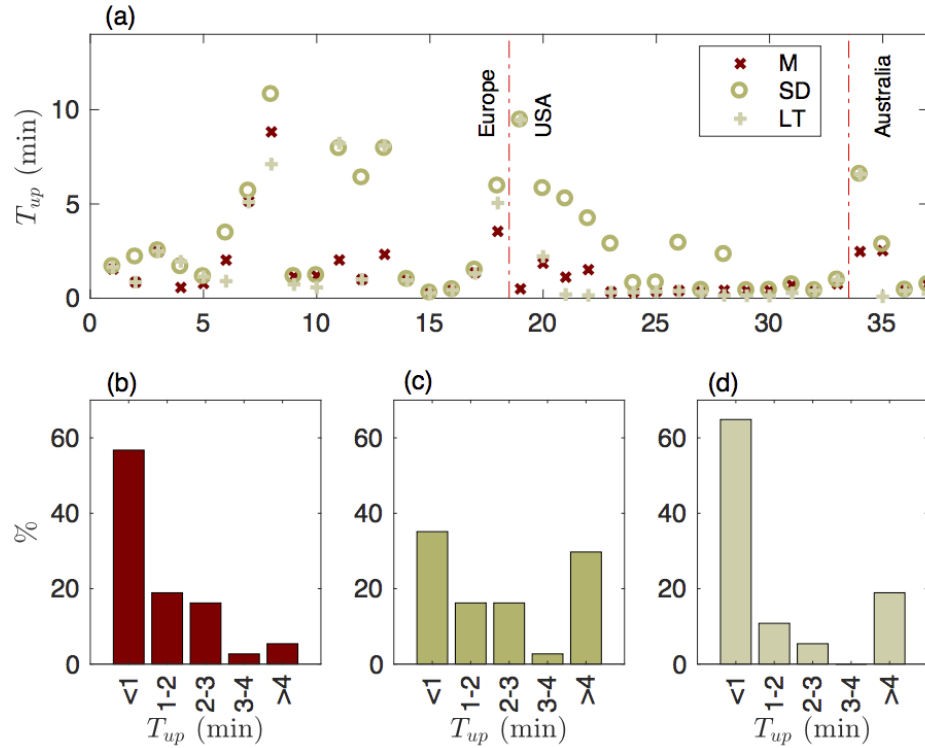 (a)
T_up (min)
10
5
0
Europe
USA
Australia
M
SD
LT
0 5 10 15 20 25 30 35
(b) (c) (d)
%
60
40
20
0
<1 1-2 2-3 3-4 >4
T_up (min)
60
40
20
0
<1 1-2 2-3 3-4 >4
T_up (min)
60
40
20
0
<1 1-2 2-3 3-4 >4
T_up (min)